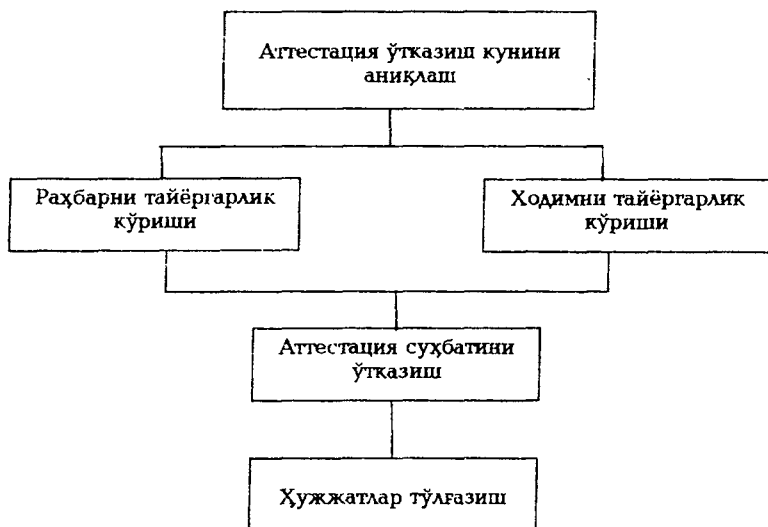 Аттестация ўтказиш кунини
аниқлаш
Раҳбарни тайёргарлик
кўриши
Ходимни тайёргарлик
кўриши
Аттестация суҳбатини
ўтказиш
Ҳужжатлар тўлғазиш